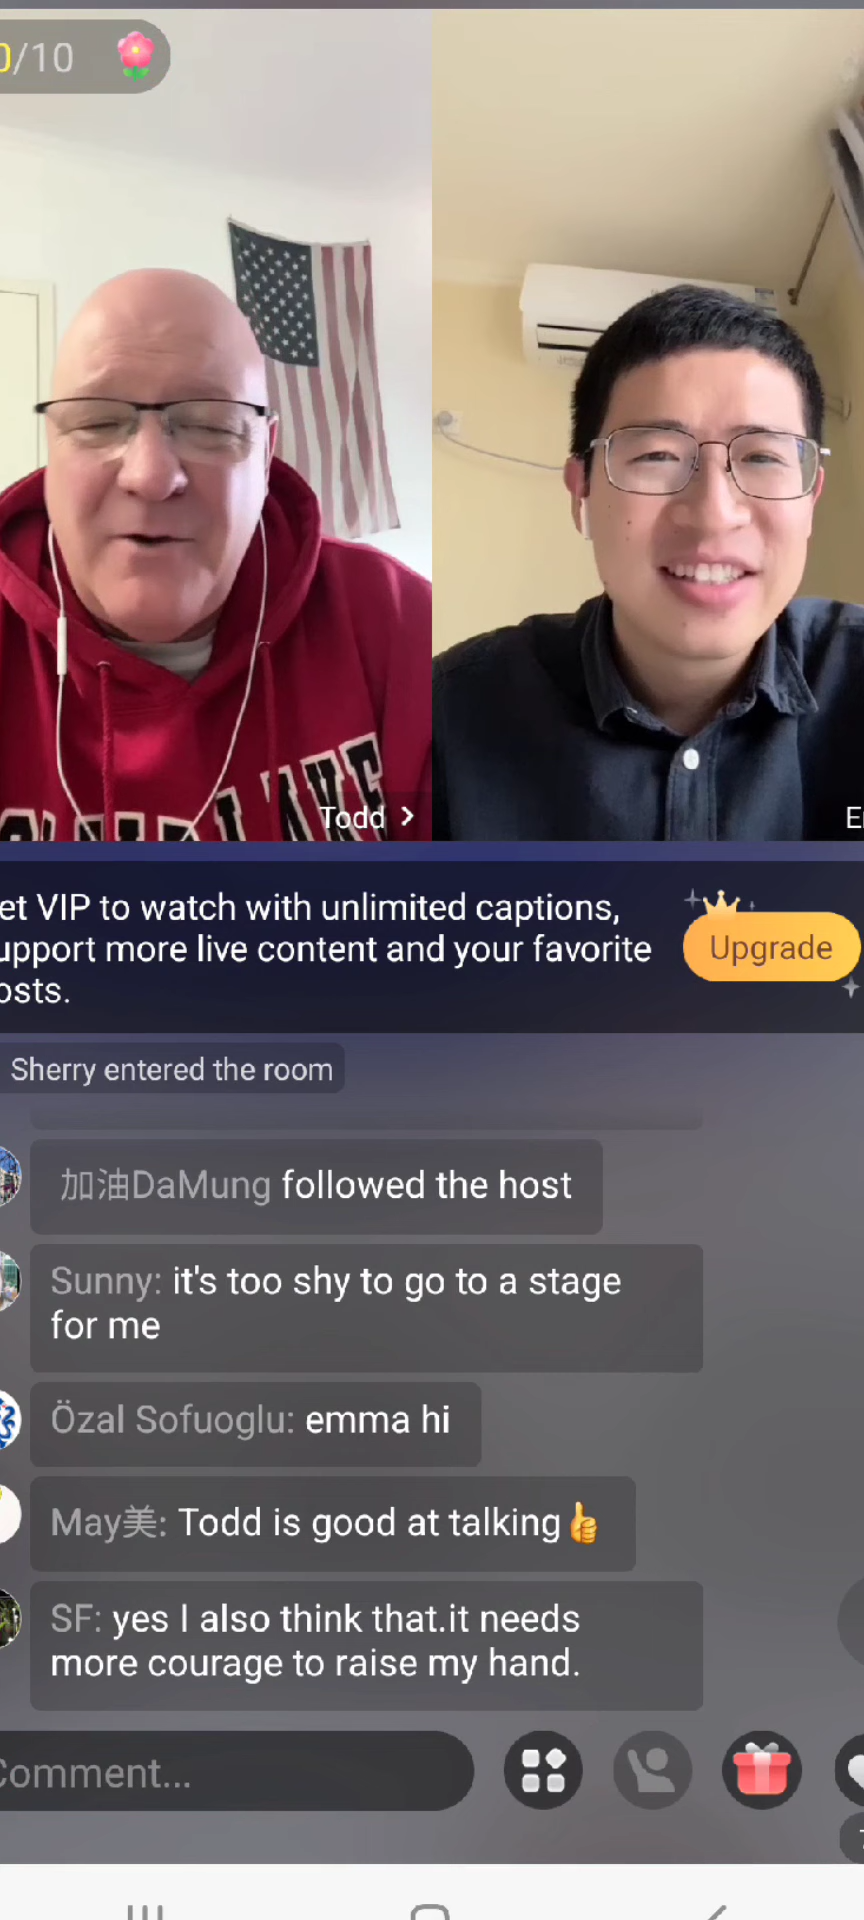 0/10
Todd >
E
et VIP to watch with unlimited captions,
upport more live content and your favorite
osts.
Upgrade
Sherry entered the room
加油DaMung followed the host
Sunny: it's too shy to go to a stage
for me
Özal Sofuoglu: emma hi
May美: Todd is good at talking👍
SF: yes I also think that.it needs
more courage to raise my hand.
Comment...